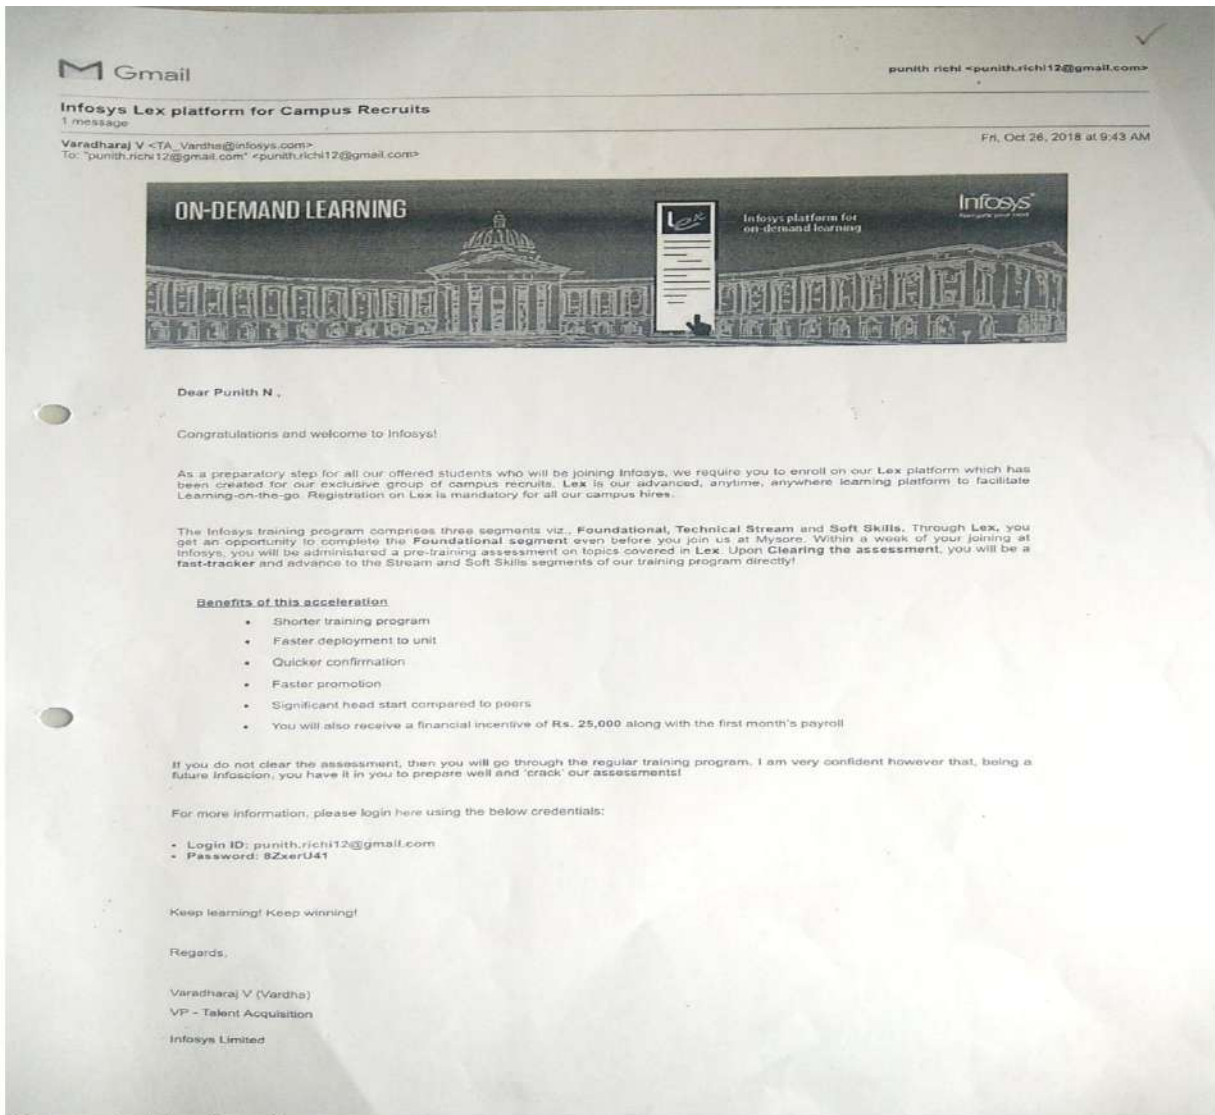 Gmail
punith richi <punith.richi12@gmail.com>
Infosys Lex platform for Campus Recruits
1 message
Varadharaj V <TA_Vardha@infosys.com>
Fri, Oct 26, 2018 at 9:43 AM
To: "punith.richi12@gmail.com" <punith.richi12@gmail.com>
ON-DEMAND LEARNING
Lex
Infosys platform for
on-demand learning
Infosys
Dear Punith N ,
Congratulations and welcome to Infosys!
As a preparatory step for all our offered students who will be joining Infosys, we require you to enroll on our Lex platform which has
been created for our exclusive group of campus recruits. Lex is our advanced, anytime, anywhere learning platform to facilitate
Learning-on-the-go. Registration on Lex is mandatory for all our campus hires.
The Infosys training program comprises three segments viz., Foundational, Technical Stream and Soft Skills. Through Lex, you
get an opportunity to complete the Foundational segment even before you join us at Mysore. Within a week of your joining at
Infosys, you will be administered a pre-training assessment on topics covered in Lex. Upon Clearing the assessment, you will be a
fast-tracker and advance to the Stream and Soft Skills segments of our training program directly!
Benefits of this acceleration
• Shorter training program
• Faster deployment to unit
• Quicker confirmation
• Faster promotion
• Significant head start compared to peers
• You will also receive a financial incentive of Rs. 25,000 along with the first month's payroll
If you do not clear the assessment, then you will go through the regular training program. I am very confident however that, being a
future Infoscion, you have it in you to prepare well and 'crack' our assessments!
For more information, please login here using the below credentials:
- Login ID: punith.richi12@gmail.com
- Password: 8ZxerU41
Keep learning! Keep winning!
Regards,
Varadharaj V (Vardha)
VP - Talent Acquisition
Infosys Limited